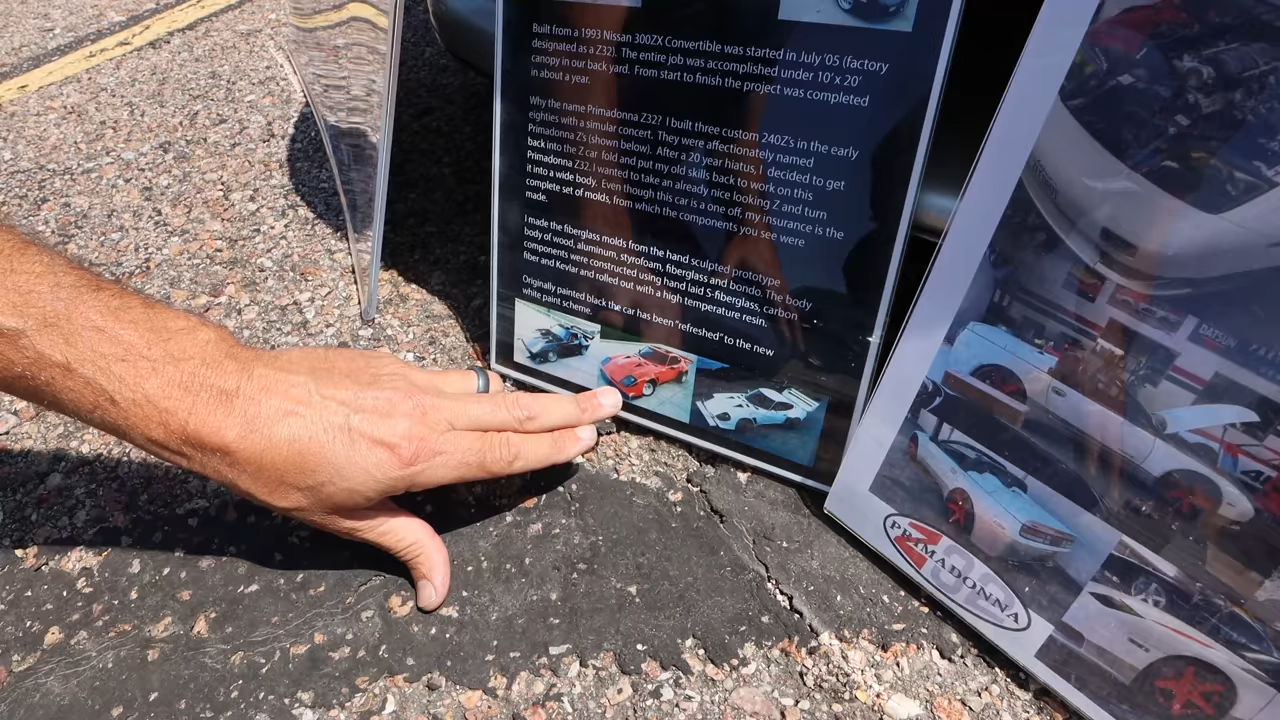 Built from a 1993 Nissan 300ZX Convertible was started in July '05 (factory
designated as a Z32). The entire job was accomplished under 10' x 20'
canopy in our back yard. From start to finish the project was completed
in about a year.
Why the name Primadonna Z32? I built three custom 240Z's in the early
eighties with a simular concert. They were affectionately named
Primadonna Z's (shown below). After a 20 year hiatus, I decided to get
back into the Z car fold and put my old skills back to work on this
Primadonna Z32. I wanted to take an already nice looking Z and turn
it into a wide body. Even though this car is a one off, my insurance is the
complete set of molds, from which the components you see were
made.
I made the fiberglass molds from the hand sculpted prototype
body of wood, aluminum, styrofoam, fiberglass and bondo. The body
components were constructed using hand laid S-fiberglass, carbon
fiber and Kevlar and rolled out with a high temperature resin.
Originally painted black the car has been "refreshed" to the new
white paint scheme.
DATSUN
PRIMADONNA
Z32